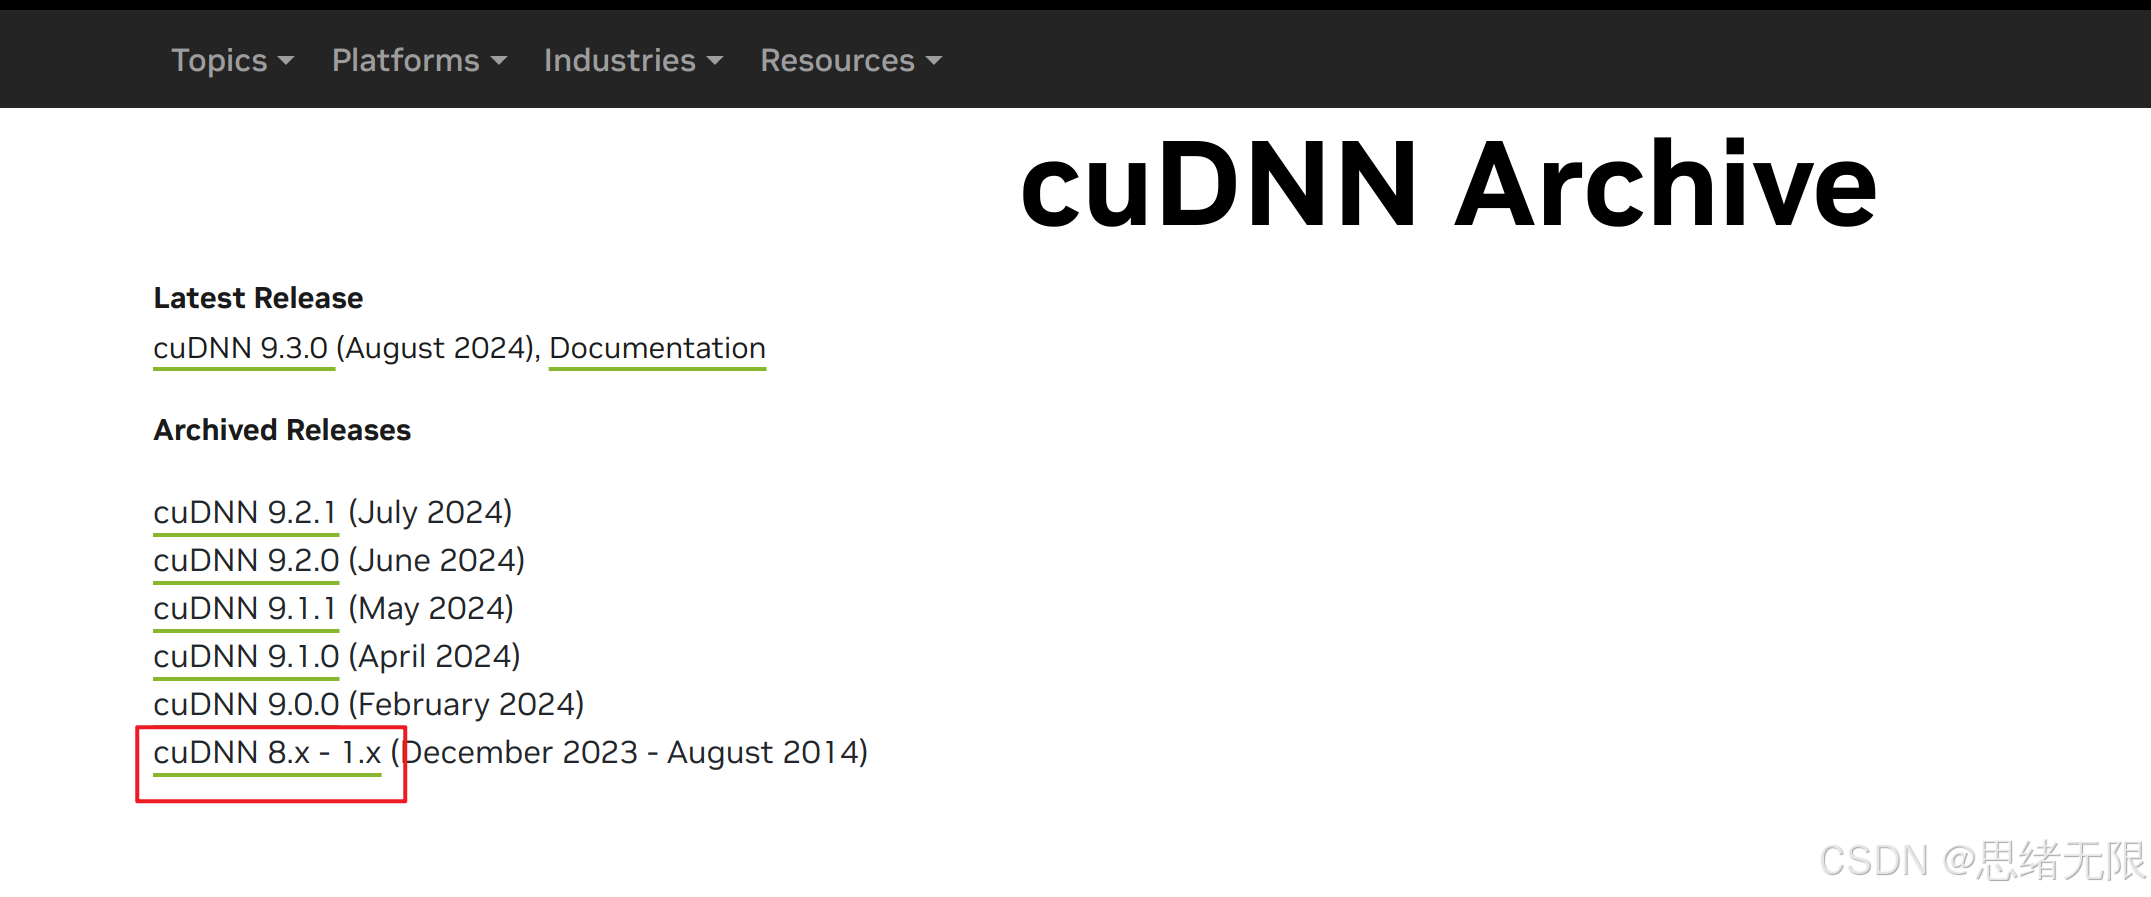 Topics Platforms Industries Resources
cuDNN Archive
Latest Release
cuDNN 9.3.0 (August 2024), Documentation
Archived Releases
cuDNN 9.2.1 (July 2024)
cuDNN 9.2.0 (June 2024)
cuDNN 9.1.1 (May 2024)
cuDNN 9.1.0 (April 2024)
cuDNN 9.0.0 (February 2024)
cuDNN 8.x - 1.x (December 2023 - August 2014)
CSDN @思绪无限